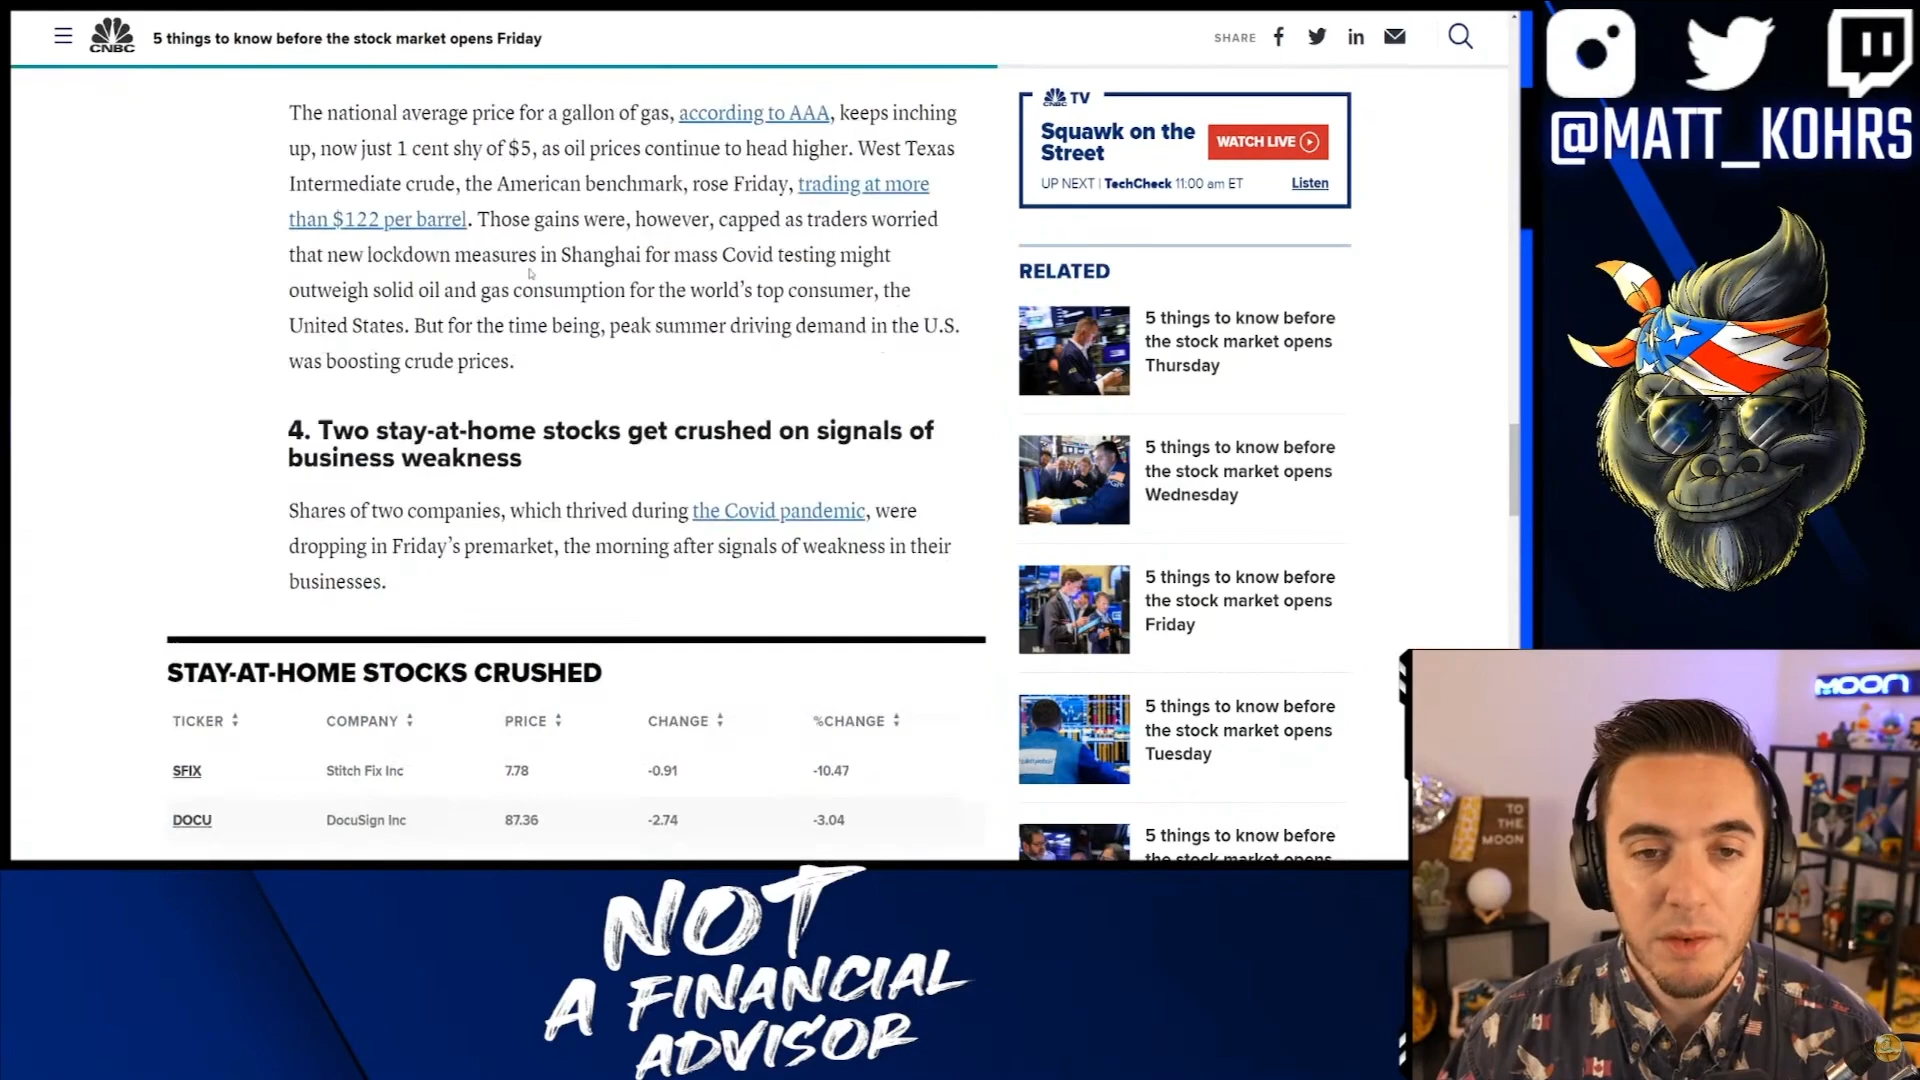 CNBC
5 things to know before the stock market opens Friday
SHARE
The national average price for a gallon of gas, according to AAA, keeps inching
up, now just 1 cent shy of $5, as oil prices continue to head higher. West Texas
Intermediate crude, the American benchmark, rose Friday, trading at more
than $122 per barrel. Those gains were, however, capped as traders worried
that new lockdown measures in Shanghai for mass Covid testing might
outweigh solid oil and gas consumption for the world’s top consumer, the
United States. But for the time being, peak summer driving demand in the U.S.
was boosting crude prices.
4. Two stay-at-home stocks get crushed on signals of
business weakness
Shares of two companies, which thrived during the Covid pandemic, were
dropping in Friday’s premarket, the morning after signals of weakness in their
businesses.
STAY-AT-HOME STOCKS CRUSHED
TICKER COMPANY PRICE CHANGE %CHANGE
SFIX Stitch Fix Inc 7.78 -0.91 -10.47
DOCU DocuSign Inc 87.36 -2.74 -3.04
CNBC TV
Squawk on the
Street
WATCH LIVE
UP NEXT | TechCheck 11:00 am ET Listen
RELATED
5 things to know before
the stock market opens
Thursday
5 things to know before
the stock market opens
Wednesday
5 things to know before
the stock market opens
Friday
5 things to know before
the stock market opens
Tuesday
5 things to know before
the stock market opens
@MATT_KOHRS
MOON
TO
THE
MOON
NOT
A FINANCIAL
ADVISOR